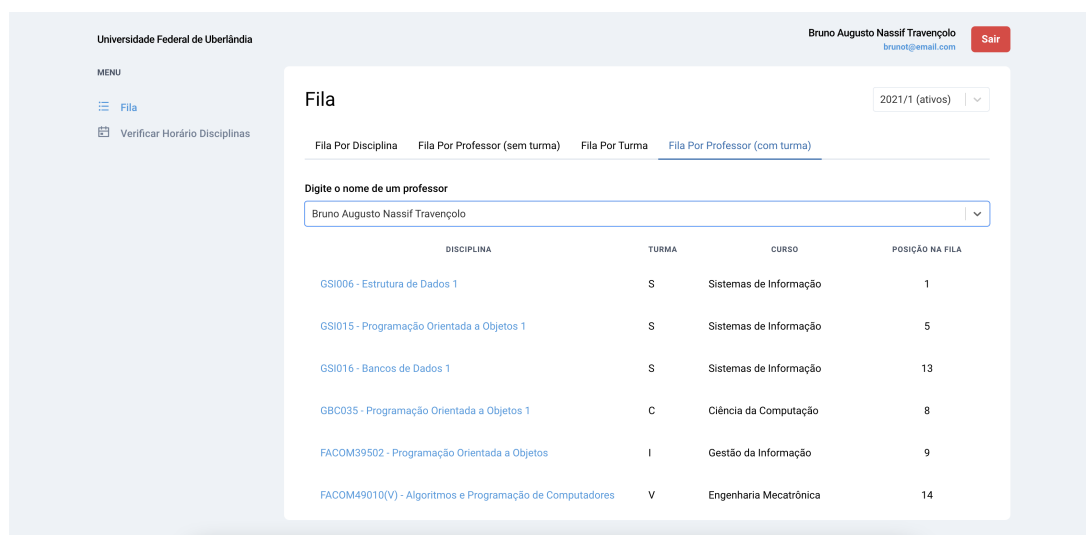 Universidade Federal de Uberlândia
Bruno Augusto Nassif Travençolo
brunot@email.com
Sair
MENU
Fila
Verificar Horário Disciplinas
Fila
2021/1 (ativos)
Fila Por Disciplina Fila Por Professor (sem turma) Fila Por Turma Fila Por Professor (com turma)
Digite o nome de um professor
Bruno Augusto Nassif Travençolo
DISCIPLINA TURMA CURSO POSIÇÃO NA FILA
GSI006 - Estrutura de Dados 1 S Sistemas de Informação 1
GSI015 - Programação Orientada a Objetos 1 S Sistemas de Informação 5
GSI016 - Bancos de Dados 1 S Sistemas de Informação 13
GBC035 - Programação Orientada a Objetos 1 C Ciência da Computação 8
FACOM39502 - Programação Orientada a Objetos I Gestão da Informação 9
FACOM49010(V) - Algoritmos e Programação de Computadores V Engenharia Mecatrônica 14